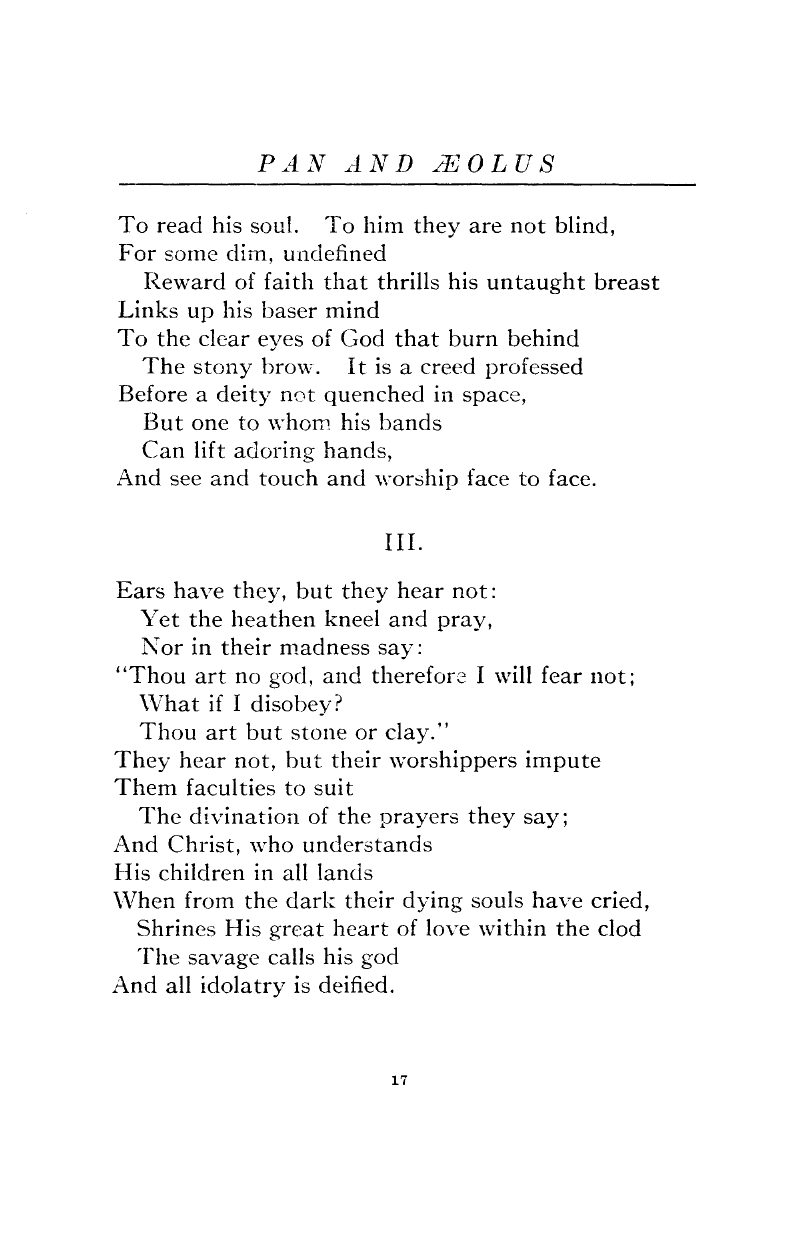 PAN AND ÆOLUS
To read his soul. To him they are not blind,
For some dim, undefined
Reward of faith that thrills his untaught breast
Links up his baser mind
To the clear eyes of God that burn behind
The stony brow. It is a creed professed
Before a deity not quenched in space,
But one to whom his bands
Can lift adoring hands,
And see and touch and worship face to face.
III.
Ears have they, but they hear not:
Yet the heathen kneel and pray,
Nor in their madness say:
"Thou art no god, and therefore I will fear not;
What if I disobey?
Thou art but stone or clay."
They hear not, but their worshippers impute
Them faculties to suit
The divination of the prayers they say;
And Christ, who understands
His children in all lands
When from the dark their dying souls have cried,
Shrines His great heart of love within the clod
The savage calls his god
And all idolatry is deified.
17